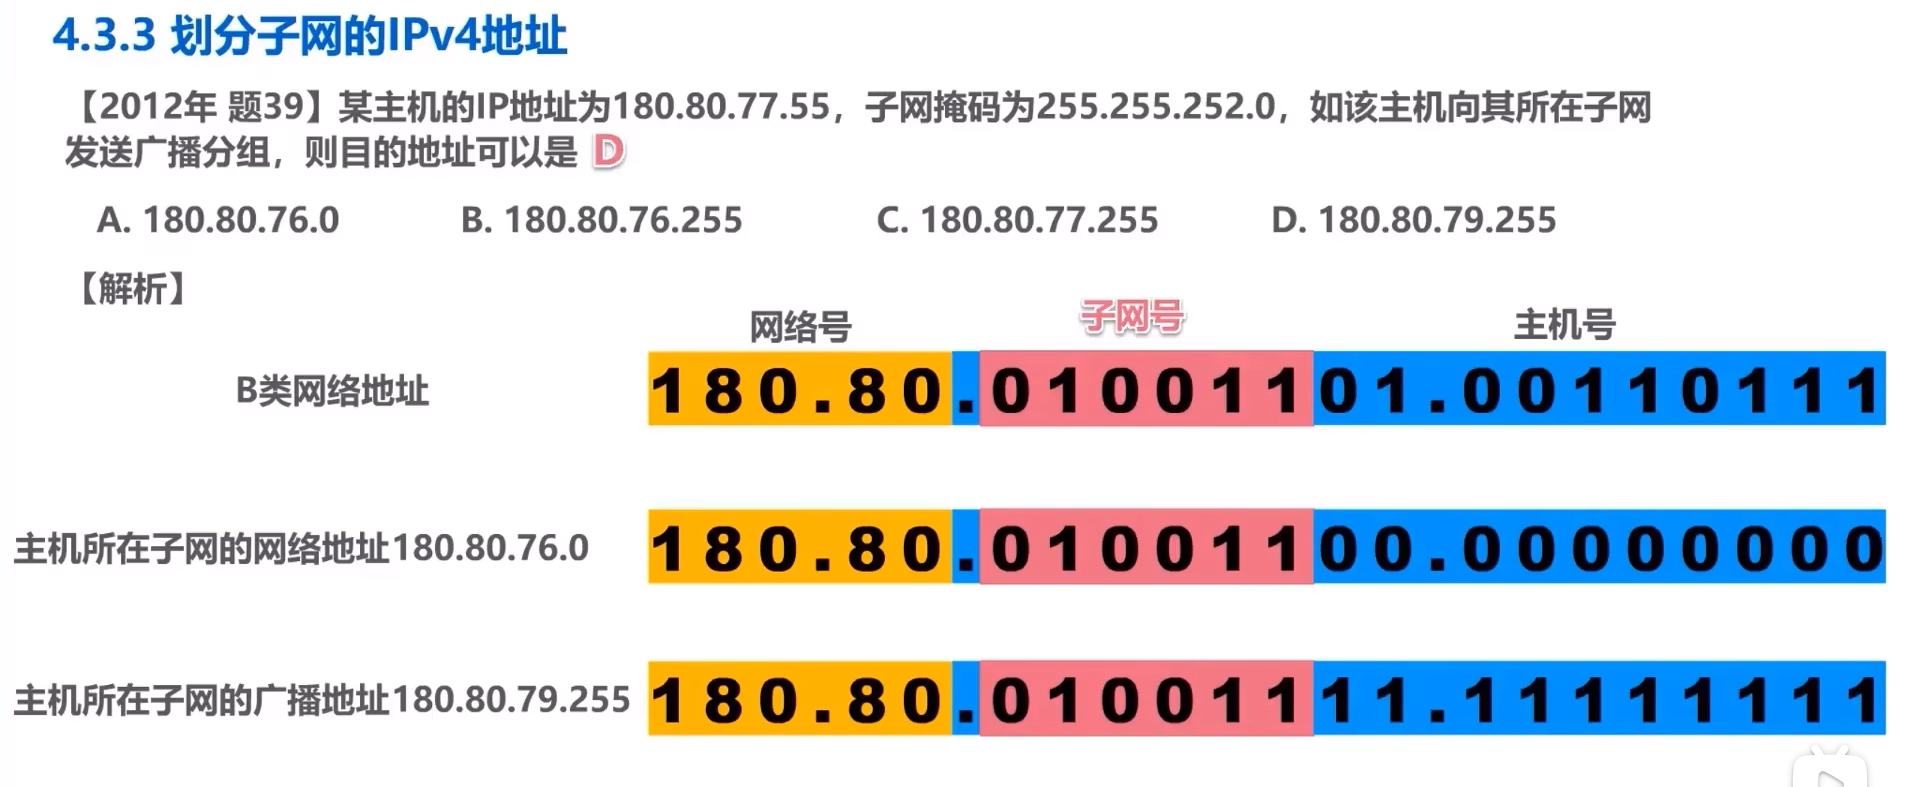 4.3.3 划分子网的IPv4地址
【2012年 题39】某主机的IP地址为180.80.77.55，子网掩码为255.255.252.0，如该主机向其所在子网
发送广播分组，则目的地址可以是 D
A. 180.80.76.0 B. 180.80.76.255 C. 180.80.77.255 D. 180.80.79.255
【解析】
网络号 子网号 主机号
B类网络地址 180.80.01001101.00110111
主机所在子网的网络地址180.80.76.0 180.80.01001100.00000000
主机所在子网的广播地址180.80.79.255 180.80.01001111.11111111